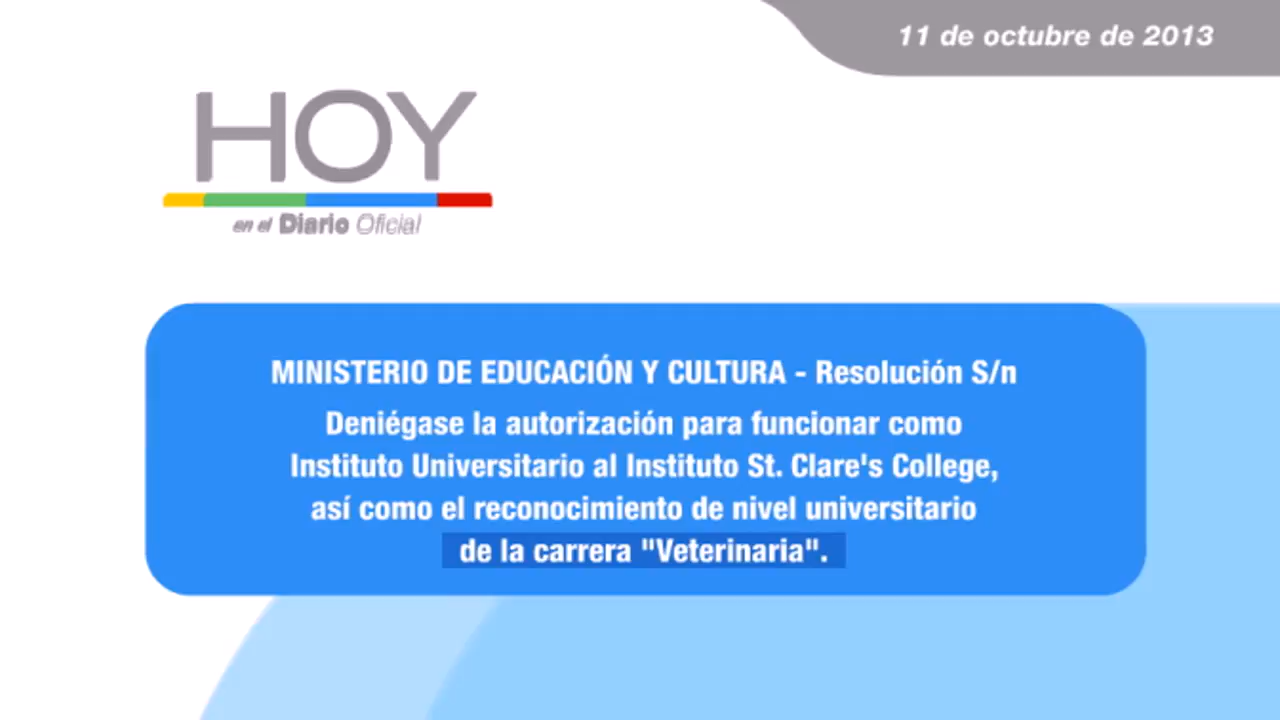 11 de octubre de 2013
HOY
en el Diario Oficial
MINISTERIO DE EDUCACIÓN Y CULTURA - Resolución S/n
Deniégase la autorización para funcionar como
Instituto Universitario al Instituto St. Clare's College,
así como el reconocimiento de nivel universitario
de la carrera "Veterinaria".